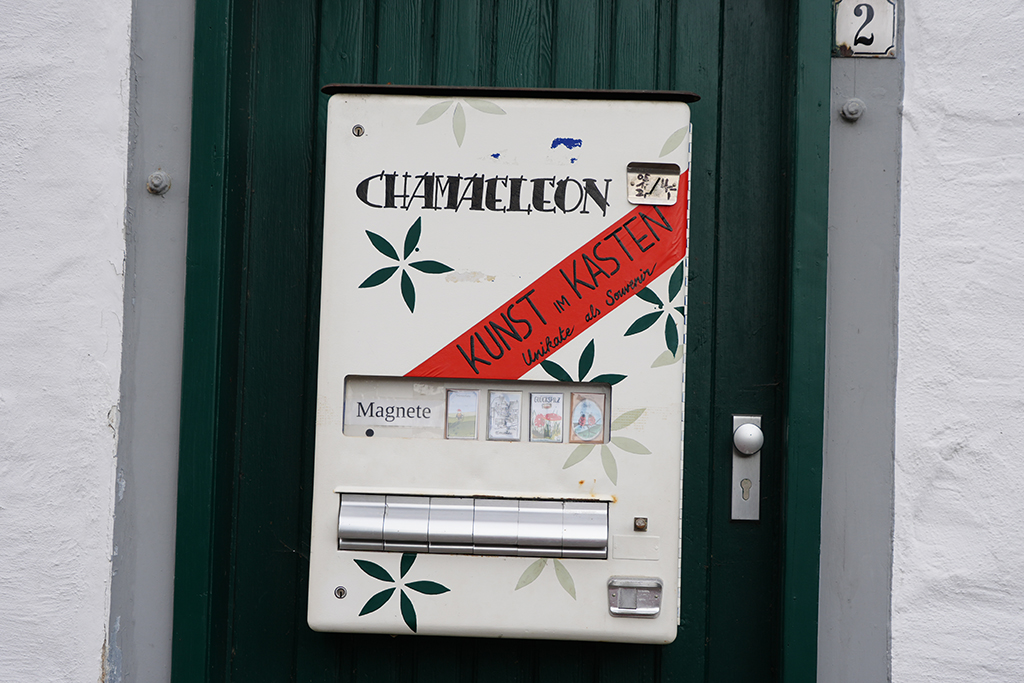 2
CHAMAELEON
KUNST IM KASTEN
Unikate als Souvenir
Magnete